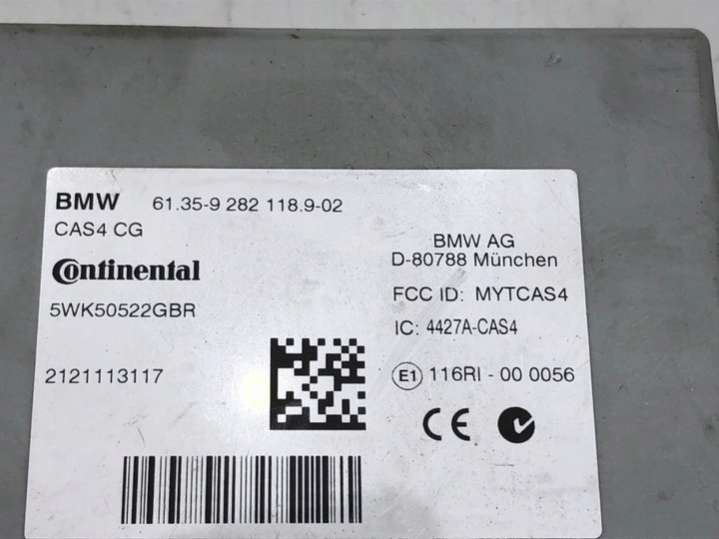 BMW 61.35-9 282 118.9-02
CAS4 CG
Continental
5WK50522GBR
2121113117
BMW AG
D-80788 München
FCC ID: MYTCAS4
IC: 4427A-CAS4
E1 116RI - 00 0056
CE